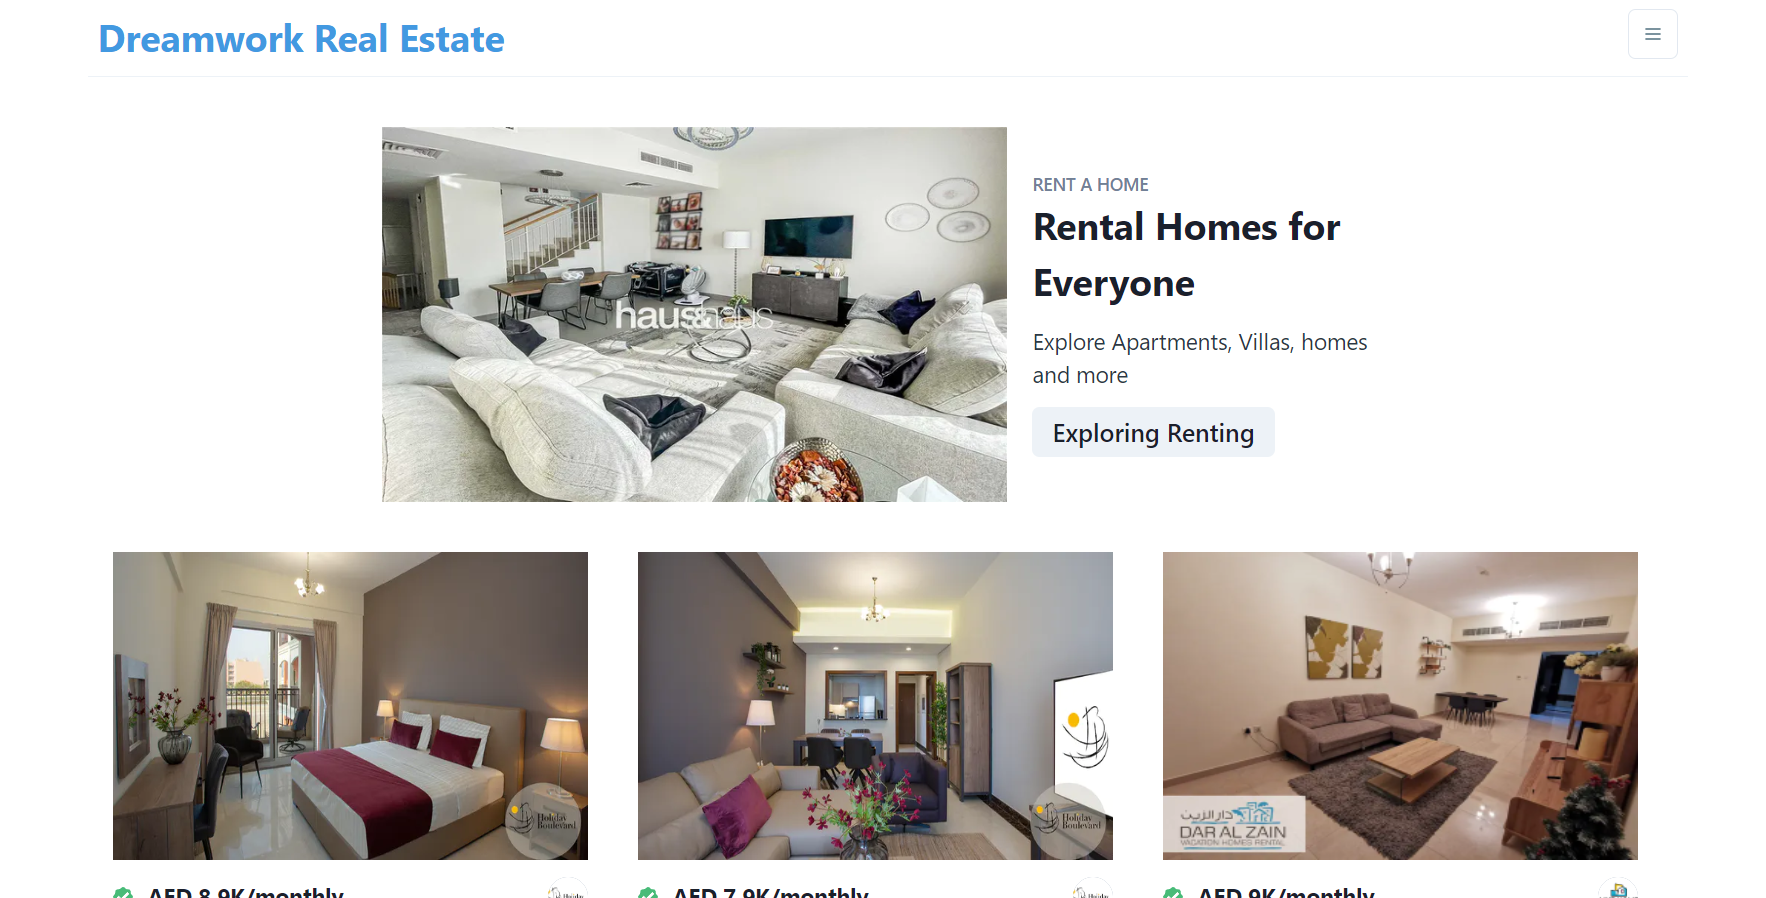 Dreamwork Real Estate
haus&haus
RENT A HOME
Rental Homes for
Everyone
Explore Apartments, Villas, homes
and more
Exploring Renting
Holiday
Boulevard
Holiday
Boulevard
دار الزين
DAR AL ZAIN
VACATION HOMES RENTAL
AED 8.9K/monthly
AED 7.9K/monthly
AED 9K/monthly